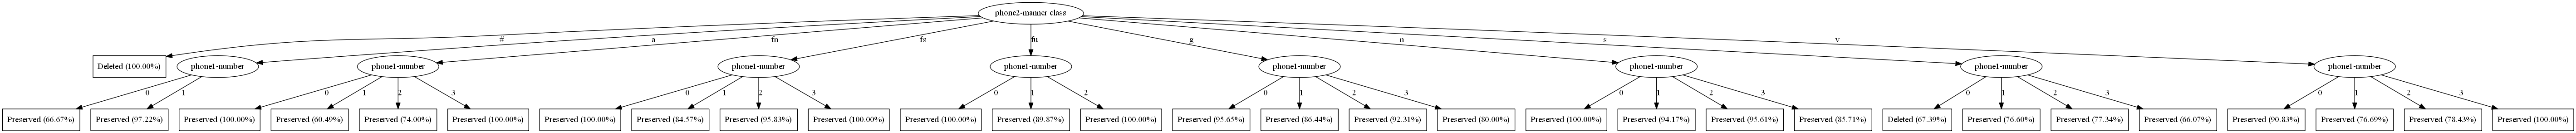 phone2-manner class
# a fn fs fu g n s v
Deleted (100.00%) phone1-number phone1-number phone1-number phone1-number phone1-number phone1-number phone1-number phone1-number
0 1 0 1 2 3 0 1 2 3 0 1 2 0 1 2 3 0 1 2 3 0 1 2 3 0 1 2 3
Preserved (66.67%) Preserved (97.22%) Preserved (100.00%) Preserved (60.49%) Preserved (74.00%) Preserved (100.00%) Preserved (100.00%) Preserved (84.57%) Preserved (95.83%) Preserved (100.00%) Preserved (100.00%) Preserved (89.87%) Preserved (100.00%) Preserved (95.65%) Preserved (86.44%) Preserved (92.31%) Preserved (80.00%) Preserved (100.00%) Preserved (94.17%) Preserved (95.61%) Preserved (85.71%) Deleted (67.39%) Preserved (76.60%) Preserved (77.34%) Preserved (66.07%) Preserved (90.83%) Preserved (76.69%) Preserved (78.43%) Preserved (100.00%)